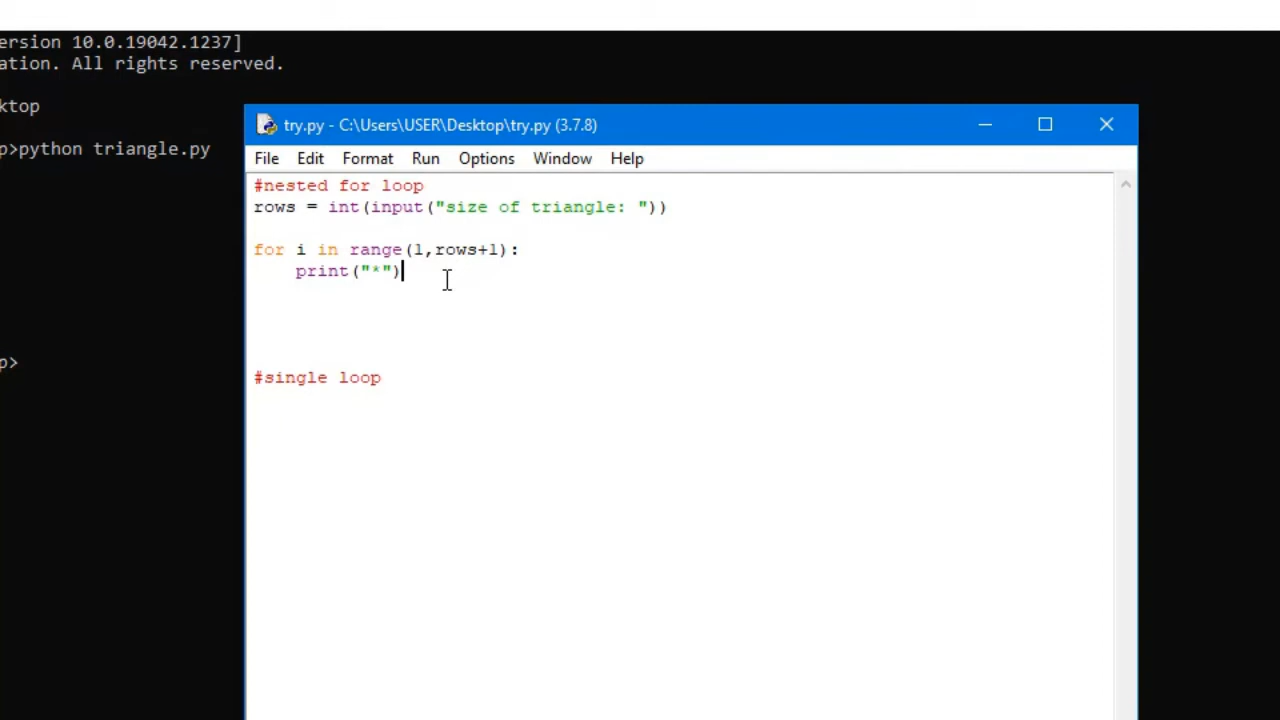 ersion 10.0.19042.1237]
ation. All rights reserved.
ktop
p>python triangle.py
p>
try.py - C:\Users\USER\Desktop\try.py (3.7.8)
File Edit Format Run Options Window Help
#nested for loop
rows = int(input("size of triangle: "))
for i in range(1,rows+1):
    print("*")
#single loop